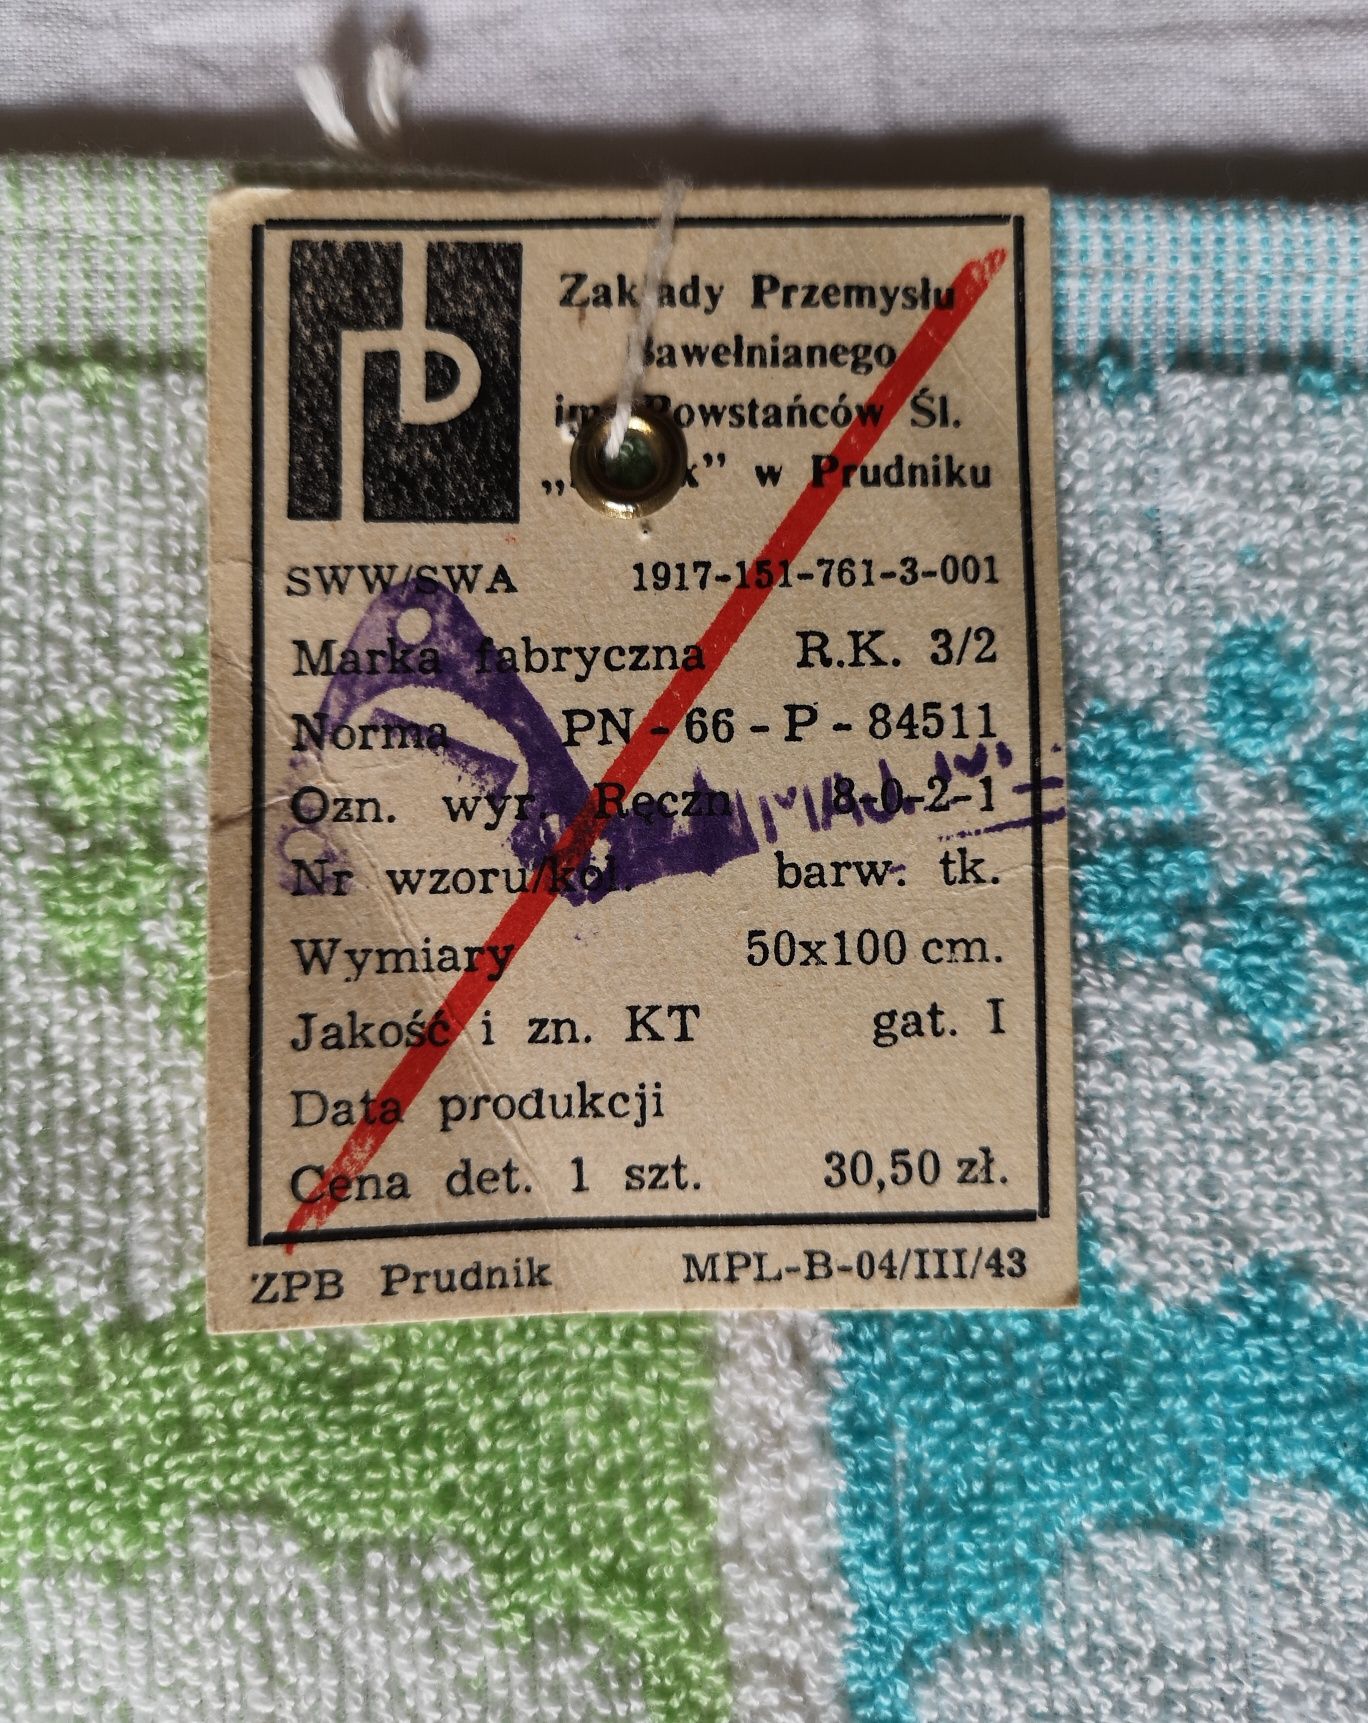 Zakłady Przemysłu
Bawełnianego
im. Powstańców Śl.
w Prudniku
SWW/SWA 1917-151-761-3-001
Marka fabryczna R.K. 3/2
Norma PN - 66 - P - 84511
Ozn. wyr. Ręczn 8-0-2-1
Nr wzoru/kol. barw. tk.
Wymiary 50x100 cm.
Jakość i zn. KT gat. I
Data produkcji
Cena det. 1 szt. 30,50 zł.
ZPB Prudnik MPL-B-04/III/43